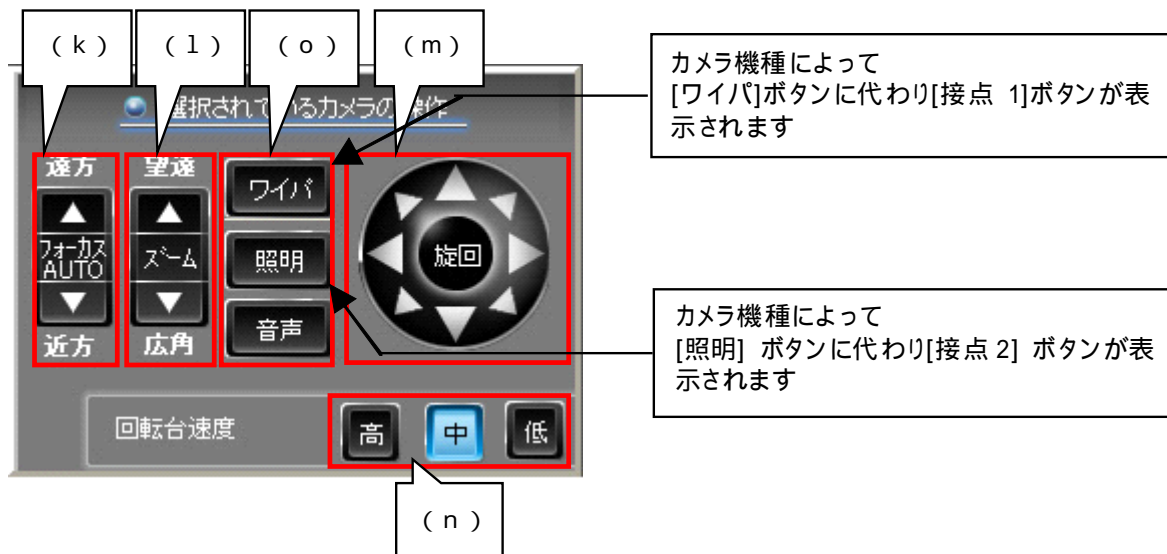 （ｋ）
（ｌ）
（ｏ）
（ｍ）
カメラ機種によって
[ワイパ]ボタンに代わり[接点 1]ボタンが表
示されます
選択されているカメラの操作
遠方
望遠
ワイパ
フォーカス
AUTO
ズーム
照明
旋回
音声
近方
広角
カメラ機種によって
[照明] ボタンに代わり[接点 2] ボタンが表
示されます
回転台速度
高
中
低
（ｎ）